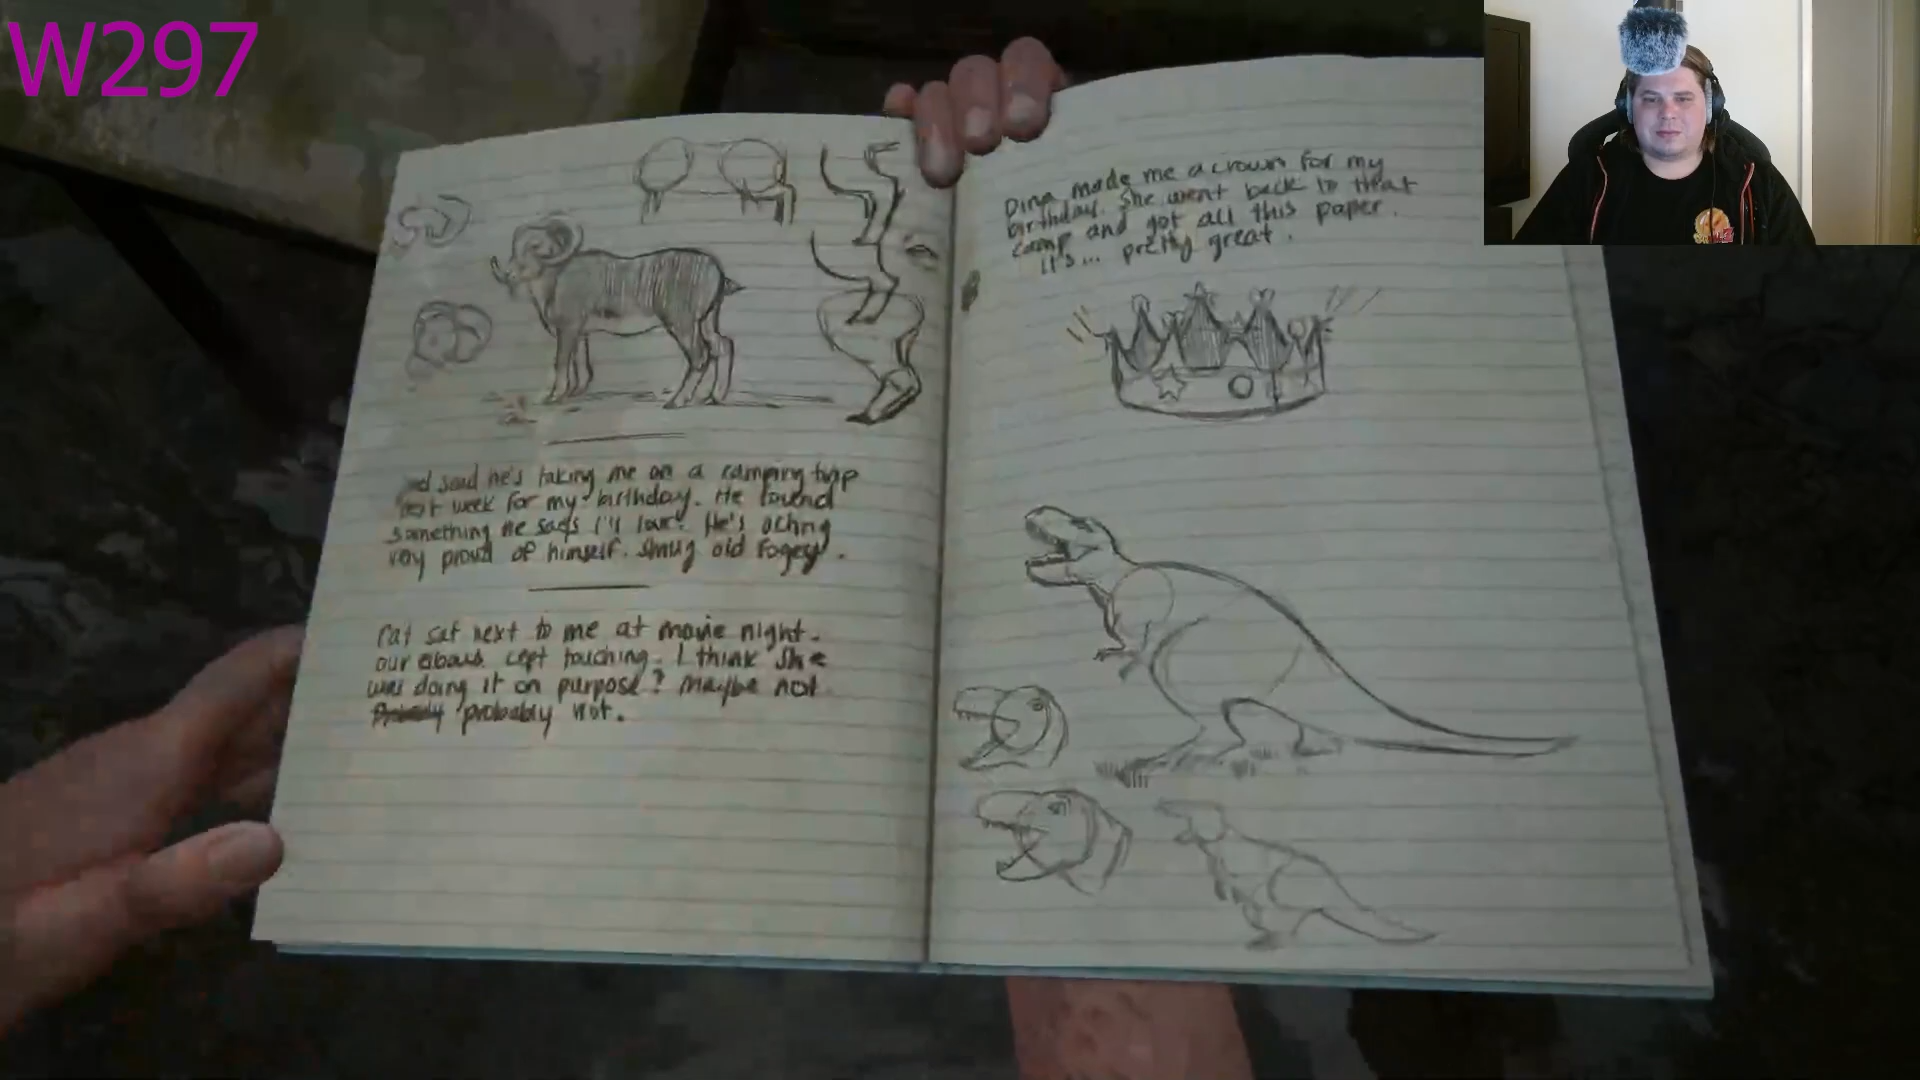 W297
said he's taking me on a camping trip
week for my birthday. He found
something he says I'll love. He's acting
very proud of himself. Smug old fogey.
Cat sat next to me at movie night.
our elbows kept touching. I think she
was doing it on purpose? Maybe not.
probably not.
Dina made me a crown for my
birthday. She went back to that
camp and got all this paper.
It's... pretty great.